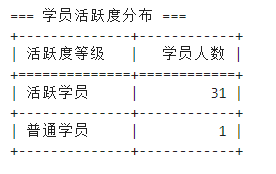 === 学员活跃度分布 ===
+--------------+------------+
| 活跃度等级   |   学员人数 |
+==============+============+
| 活跃学员     |         31 |
+--------------+------------+
| 普通学员     |          1 |
+--------------+------------+